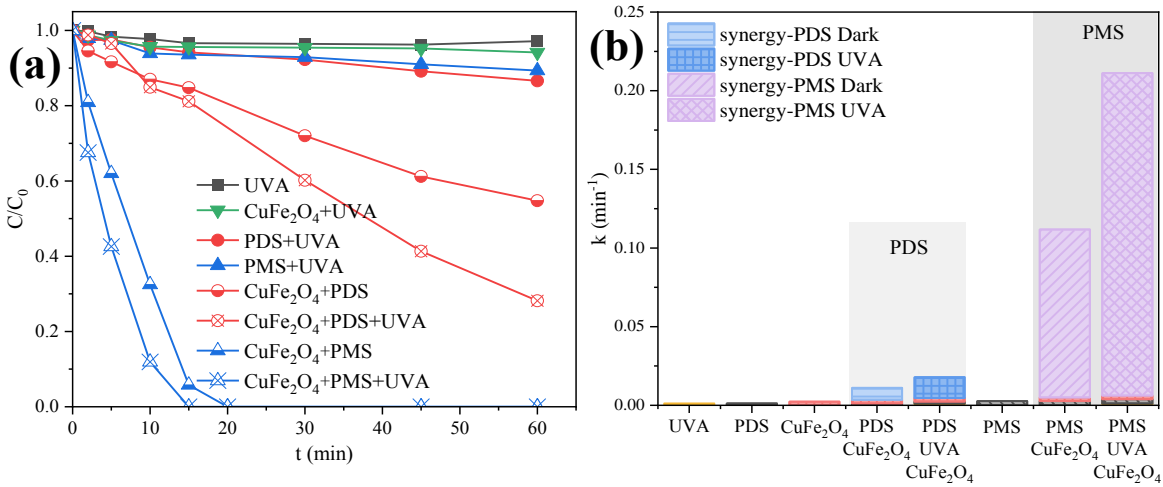 (a)
1.0
0.8
0.6
0.4
0.2
0.0
C/C₀
UVA
CuFe₂O₄+UVA
PDS+UVA
PMS+UVA
CuFe₂O₄+PDS
CuFe₂O₄+PDS+UVA
CuFe₂O₄+PMS
CuFe₂O₄+PMS+UVA
0 10 20 30 40 50 60
t (min)
(b)
0.25
0.20
0.15
0.10
0.05
0.00
k (min⁻¹)
synergy-PDS Dark
synergy-PDS UVA
synergy-PMS Dark
synergy-PMS UVA
PDS
PMS
UVA
PDS
CuFe₂O₄
PDS
CuFe₂O₄
PDS
UVA
CuFe₂O₄
PMS
PMS
CuFe₂O₄
PMS
UVA
CuFe₂O₄